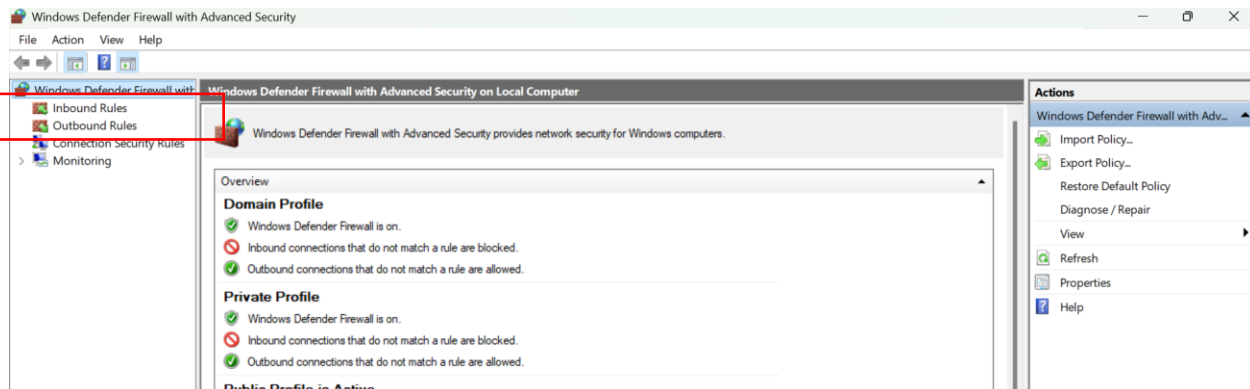 Windows Defender Firewall with Advanced Security
File Action View Help
Windows Defender Firewall with
Inbound Rules
Outbound Rules
Connection Security Rules
Monitoring
Windows Defender Firewall with Advanced Security on Local Computer
Windows Defender Firewall with Advanced Security provides network security for Windows computers.
Overview
Domain Profile
Windows Defender Firewall is on.
Inbound connections that do not match a rule are blocked.
Outbound connections that do not match a rule are allowed.
Private Profile
Windows Defender Firewall is on.
Inbound connections that do not match a rule are blocked.
Outbound connections that do not match a rule are allowed.
Public Profile is Active
Actions
Windows Defender Firewall with Adv...
Import Policy...
Export Policy...
Restore Default Policy
Diagnose / Repair
View
Refresh
Properties
Help